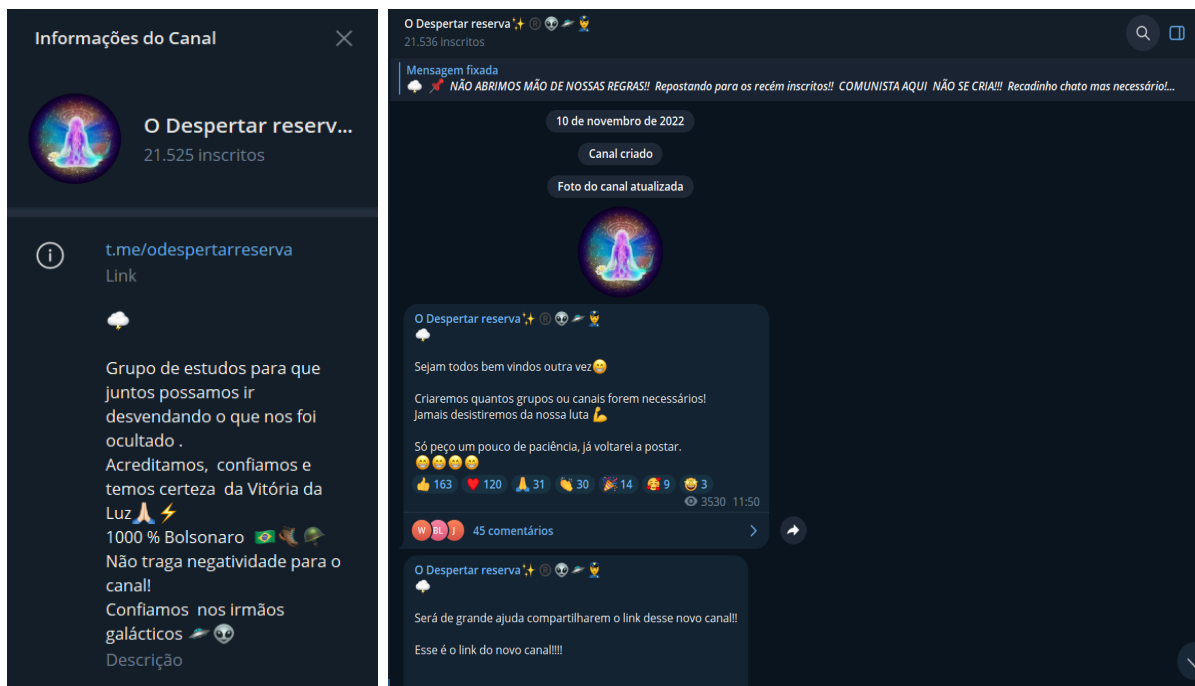 Informações do Canal
O Despertar reserv...
21.525 inscritos
t.me/odespertarreserva
Link
🌩
Grupo de estudos para que
juntos possamos ir
desvendando o que nos foi
ocultado .
Acreditamos, confiamos e
temos certeza da Vitória da
Luz🙏🏻⚡
1000 % Bolsonaro 🇧🇷🥾🪖
Não traga negatividade para o
canal!
Confiamos nos irmãos
galácticos 🛸👽
Descrição
O Despertar reserva✨®👽🛸👮
21.536 inscritos
Mensagem fixada
🌩 📌 NÃO ABRIMOS MÃO DE NOSSAS REGRAS!! Repostando para os recém inscritos!! COMUNISTA AQUI NÃO SE CRIA!!! Recadinho chato mas necessário!...
10 de novembro de 2022
Canal criado
Foto do canal atualizada
O Despertar reserva✨®👽🛸👮
🌩
Sejam todos bem vindos outra vez😁
Criaremos quantos grupos ou canais forem necessários!
Jamais desistiremos da nossa luta 💪
Só peço um pouco de paciência, já voltarei a postar.
😁😁😁😁
👍 163 ❤ 120 🙏 31 👏 30 🎉 14 🥰 9 🤩 3
3530 11:50
W BL J 45 comentários
O Despertar reserva✨®👽🛸👮
🌩
Será de grande ajuda compartilharem o link desse novo canal!!
Esse é o link do novo canal!!!!